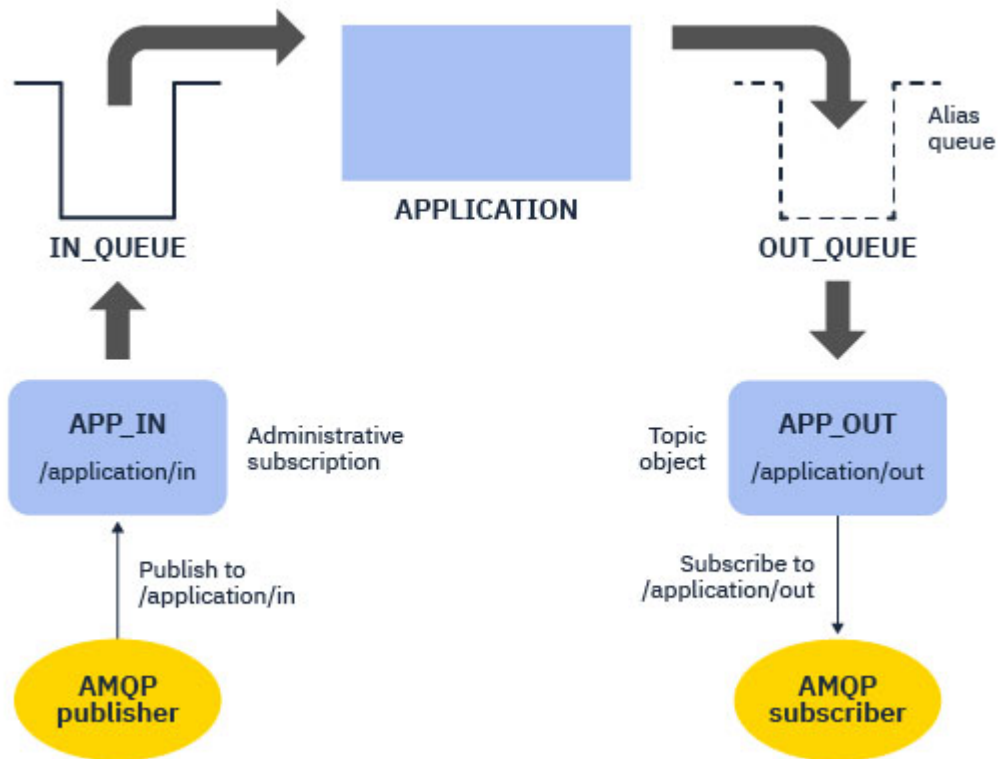 Alias
queue
APPLICATION
IN_QUEUE
OUT_QUEUE
APP_IN
/application/in
Administrative
subscription
Topic
object
APP_OUT
/application/out
Publish to
/application/in
Subscribe to
/application/out
AMQP
publisher
AMQP
subscriber